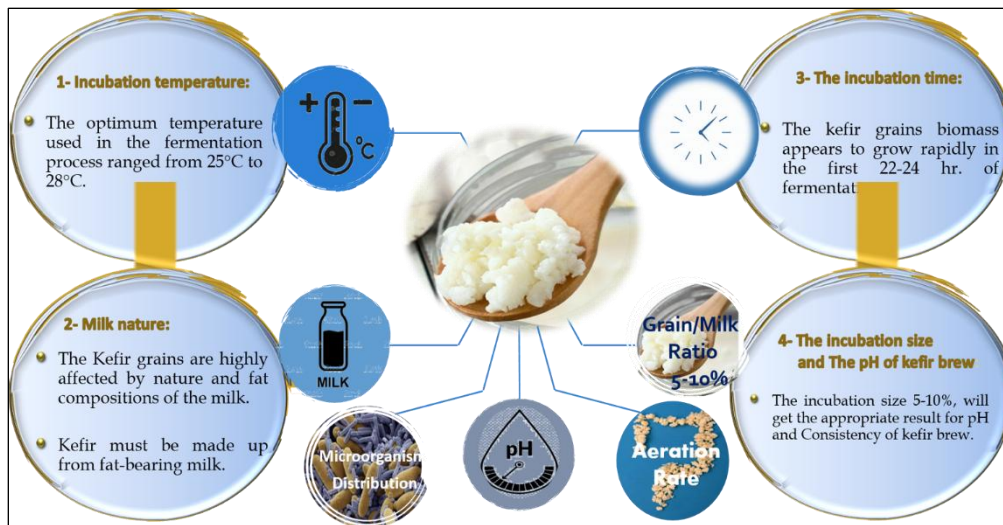 1- Incubation temperature:
The optimum temperature
used in the fermentation
process ranged from 25°C to
28°C.
+ −
°C
3- The incubation time:
The kefir grains biomass
appears to grow rapidly in
the first 22-24 hr. of
fermentat
2- Milk nature:
The Kefir grains are highly
affected by nature and fat
compositions of the milk.
Kefir must be made up
from fat-bearing milk.
MILK
Microorganism
Distribution
pH
Aeration
Rate
Grain/Milk
Ratio
5-10%
4- The incubation size
and The pH of kefir brew
The incubation size 5-10%, will
get the appropriate result for pH
and Consistency of kefir brew.